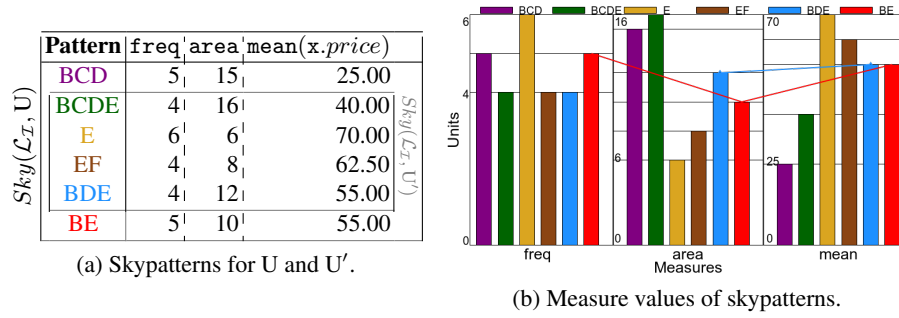 Pattern freq area mean(x.price)
BCD 5 15 25.00
BCDE 4 16 40.00
E 6 6 70.00
EF 4 8 62.50
BDE 4 12 55.00
BE 5 10 55.00
Sky(ℒ_ℐ, U)
Sky(ℒ_ℐ, U′)
(a) Skypatterns for U and U′.
BCD BCDE E EF BDE BE
6 16 70
4 6 25
0 0 0
Units
freq area mean
Measures
(b) Measure values of skypatterns.